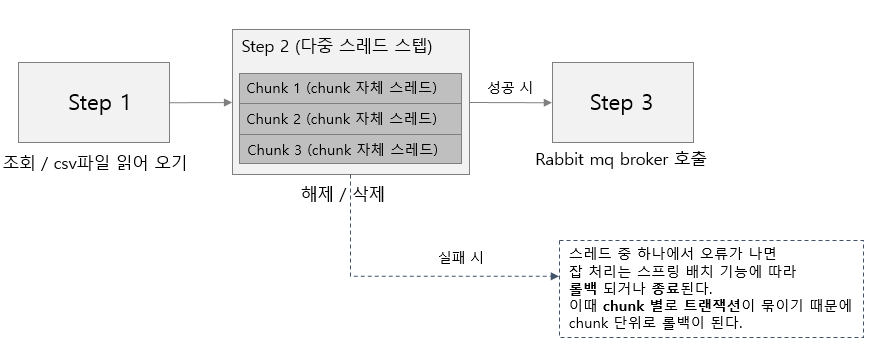 Step 1
조회 / csv파일 읽어 오기
Step 2 (다중 스레드 스텝)
Chunk 1 (chunk 자체 스레드)
Chunk 2 (chunk 자체 스레드)
Chunk 3 (chunk 자체 스레드)
해제 / 삭제
성공 시
Step 3
Rabbit mq broker 호출
실패 시
스레드 중 하나에서 오류가 나면
잡 처리는 스프링 배치 기능에 따라
롤백 되거나 종료된다.
이때 chunk 별로 트랜잭션이 묶이기 때문에
chunk 단위로 롤백이 된다.